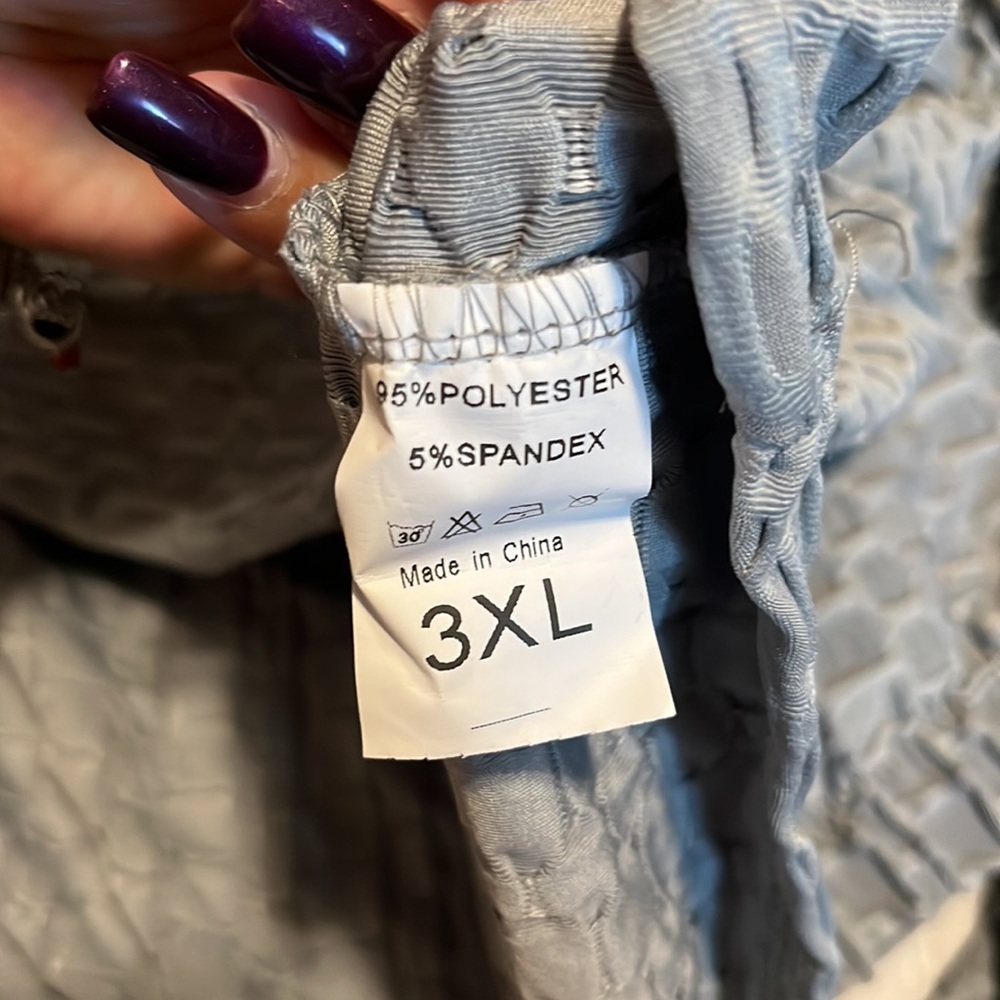 95%POLYESTER
5%SPANDEX
30°
Made in China
3XL